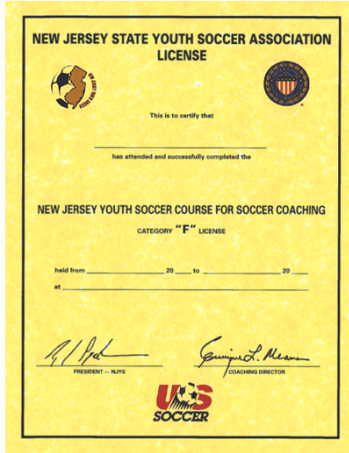 NEW JERSEY STATE YOUTH SOCCER ASSOCIATION
LICENSE
This is to certify that
has attended and successfully completed the
NEW JERSEY YOUTH SOCCER COURSE FOR SOCCER COACHING
CATEGORY "F" LICENSE
held from 20 to 20
at
PRESIDENT — NJYS
COACHING DIRECTOR
US
SOCCER